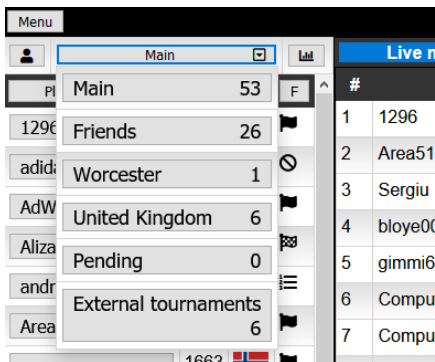 Menu
Main
Live
#
F
Main 53
Friends 26
Worcester 1
United Kingdom 6
Pending 0
External tournaments
6
1296
adid
AdW
Aliza
andr
Area
1663
1 1296
2 Area51
3 Sergiu
4 bloye00
5 gimmi6
6 Compu
7 Compu